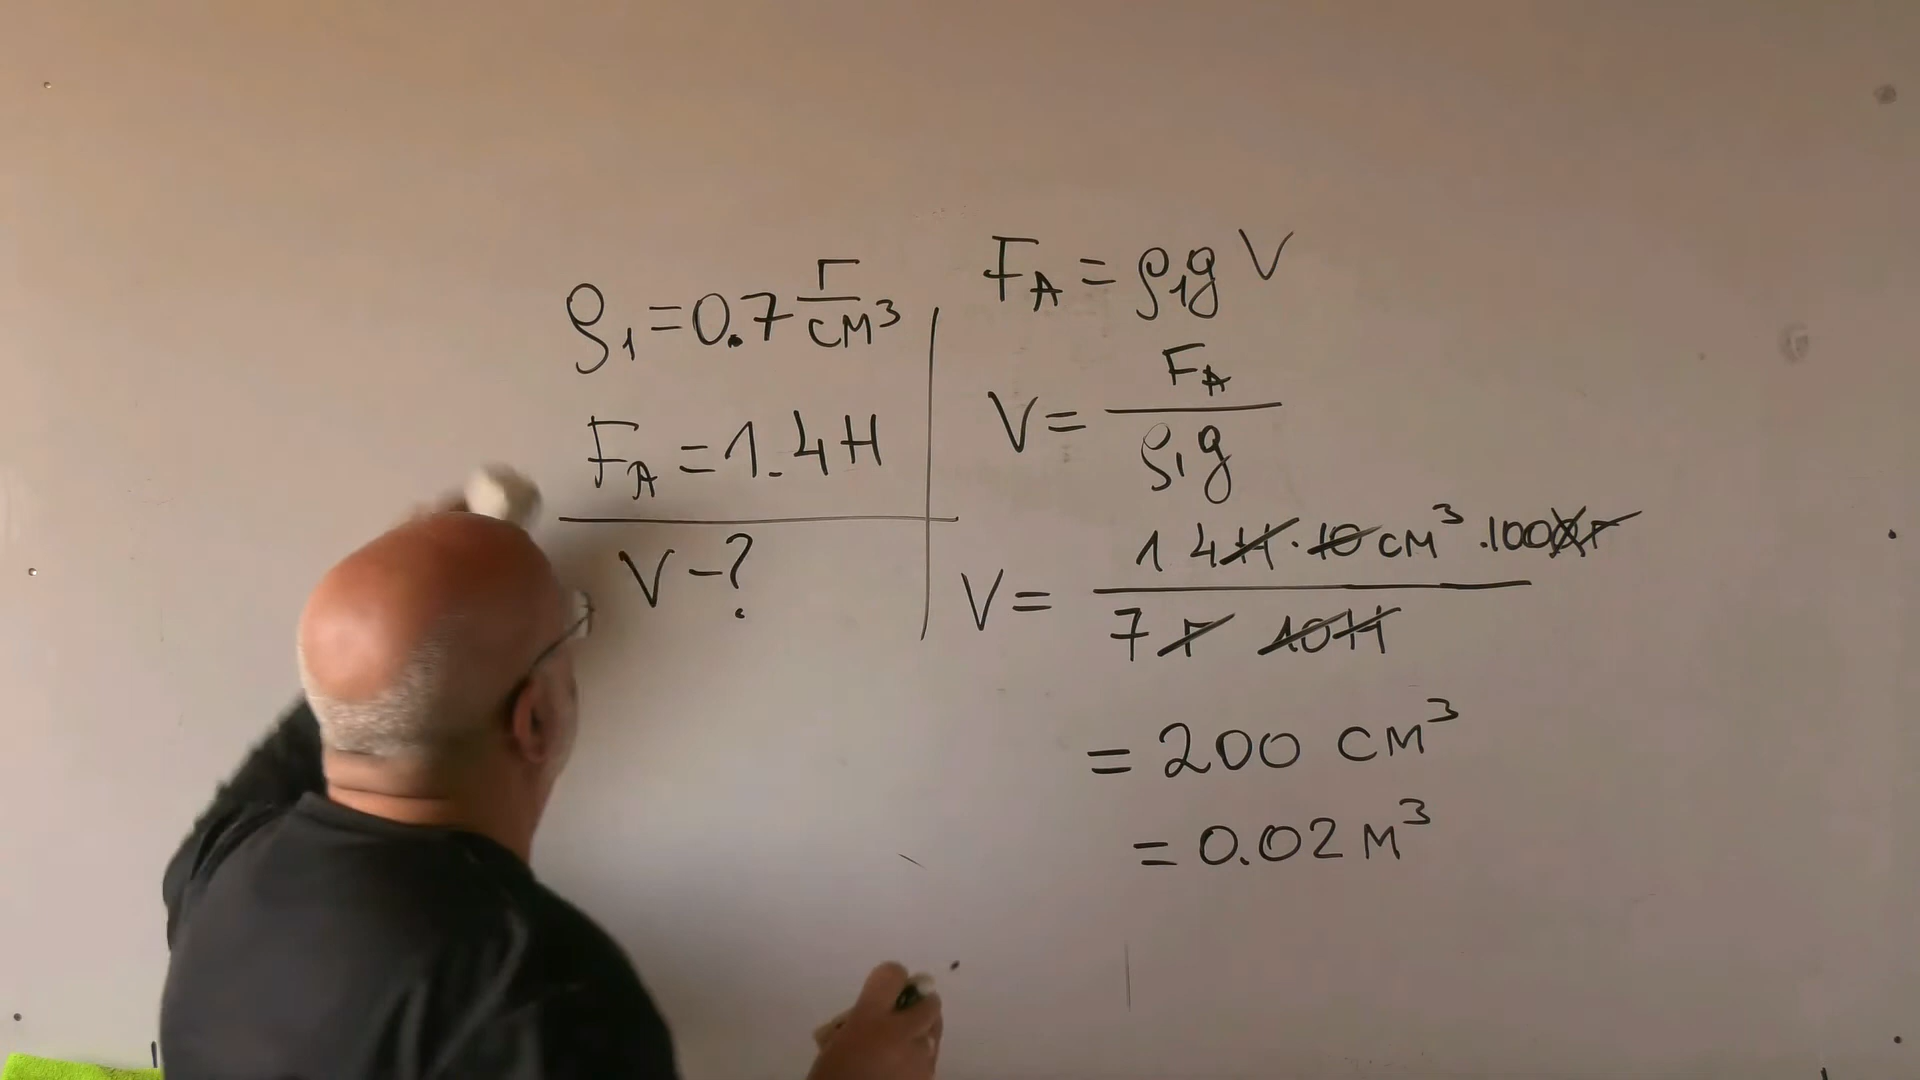 ρ₁ = 0.7 г/см³
F_A = 1.4 Н
V - ?
F_A = ρ₁g V
V = F_A / ρ₁g
V = 1 4 Н · 10 см³ · 1000 г / 7 г 10 Н
= 200 см³
= 0.02 м³